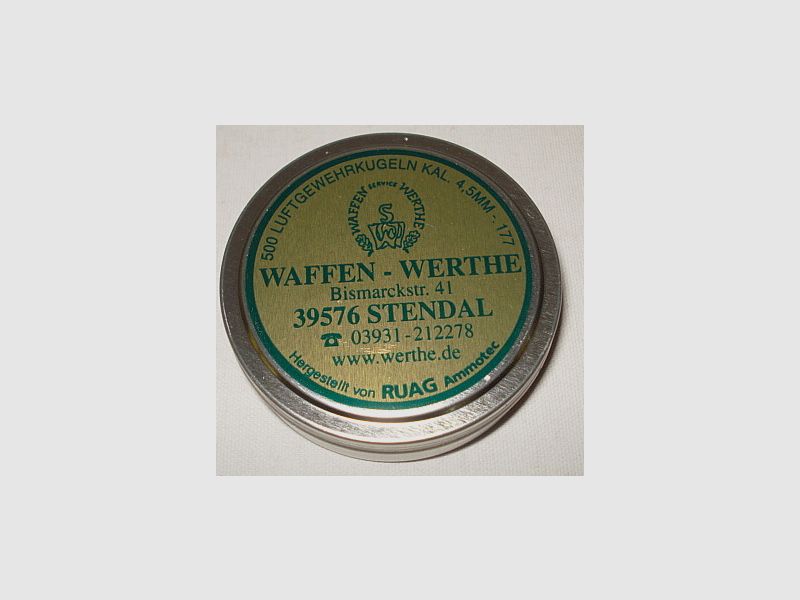 500 LUFTGEWEHRKUGELN KAL. 4,5MM - .177
WAFFEN SERVICE WERTHE
S
WAFFEN - WERTHE
Bismarckstr. 41
39576 STENDAL
☎ 03931-212278
www.werthe.de
Hergestellt von RUAG Ammotec